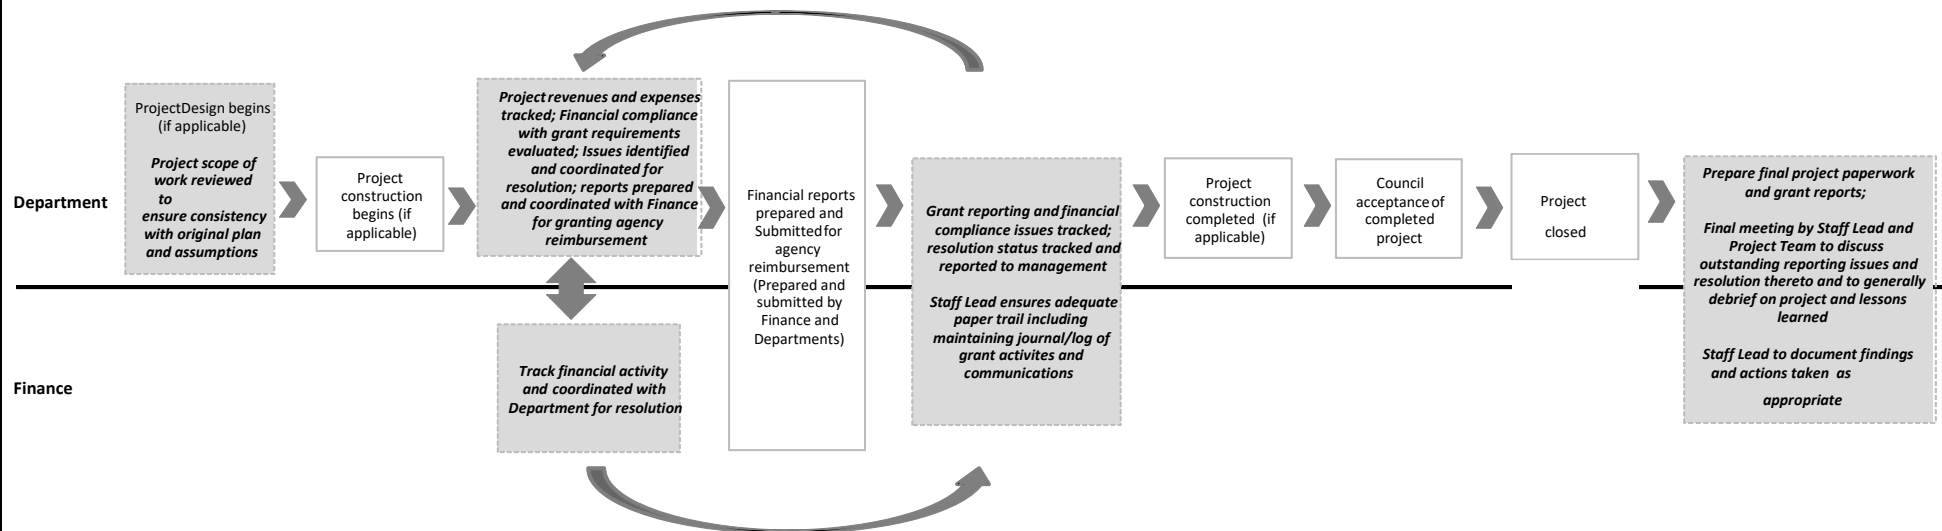 Department
Finance
ProjectDesign begins
(if applicable)
Project scope of
work reviewed
to
ensure consistency
with original plan
and assumptions
Project
construction
begins (if
applicable)
Project revenues and expenses
tracked; Financial compliance
with grant requirements
evaluated; Issues identified
and coordinated for
resolution; reports prepared
and coordinated with Finance
for granting agency
reimbursement
Track financial activity
and coordinated with
Department for resolution
Financial reports
prepared and
Submitted for
agency
reimbursement
(Prepared and
submitted by
Finance and
Departments)
Grant reporting and financial
compliance issues tracked;
resolution status tracked and
reported to management
Staff Lead ensures adequate
paper trail including
maintaining journal/log of
grant activites and
communications
Project
construction
completed (if
applicable)
Council
acceptance of
completed
project
Project
closed
Prepare final project paperwork
and grant reports;
Final meeting by Staff Lead and
Project Team to discuss
outstanding reporting issues and
resolution thereto and to generally
debrief on project and lessons
learned
Staff Lead to document findings
and actions taken as
appropriate